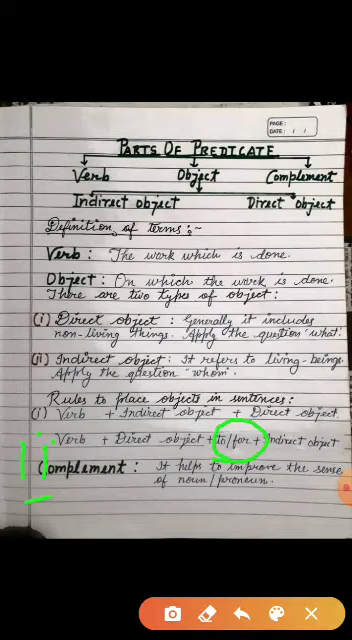 PAGE:
DATE: / /
PARTS OF PREDICATE
Verb Object Complement
Indirect object Direct object
Definition of terms:~
Verb: The work which is done.
Object: On which the work is done.
There are two types of object:
(i) Direct object: Generally it includes
non-living things. Apply the question 'what'.
(ii) Indirect object: It refers to living-beings.
Apply the question "whom".
Rules to place objects in sentences:
(i) Verb + Indirect object + Direct object.
ii Verb + Direct object + to/for + Indirect object
Complement: It helps to improve the sense
of noun/pronoun.